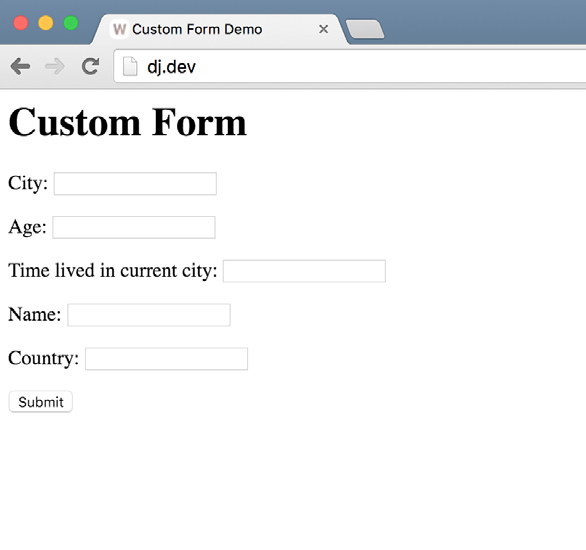 W Custom Form Demo
dj.dev
Custom Form
City:
Age:
Time lived in current city:
Name:
Country:
Submit